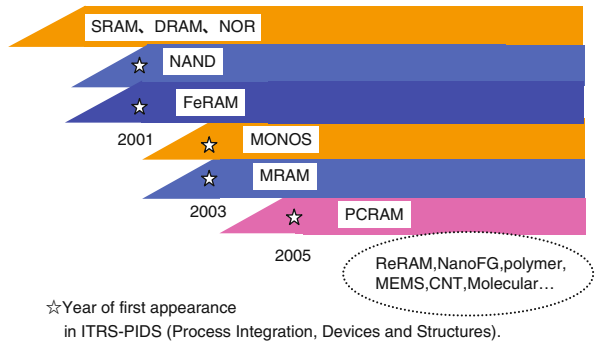 SRAM、DRAM、NOR
NAND
FeRAM
2001
MONOS
MRAM
2003
PCRAM
2005
ReRAM,NanoFG,polymer,
MEMS,CNT,Molecular…
☆Year of first appearance
in ITRS-PIDS (Process Integration, Devices and Structures).